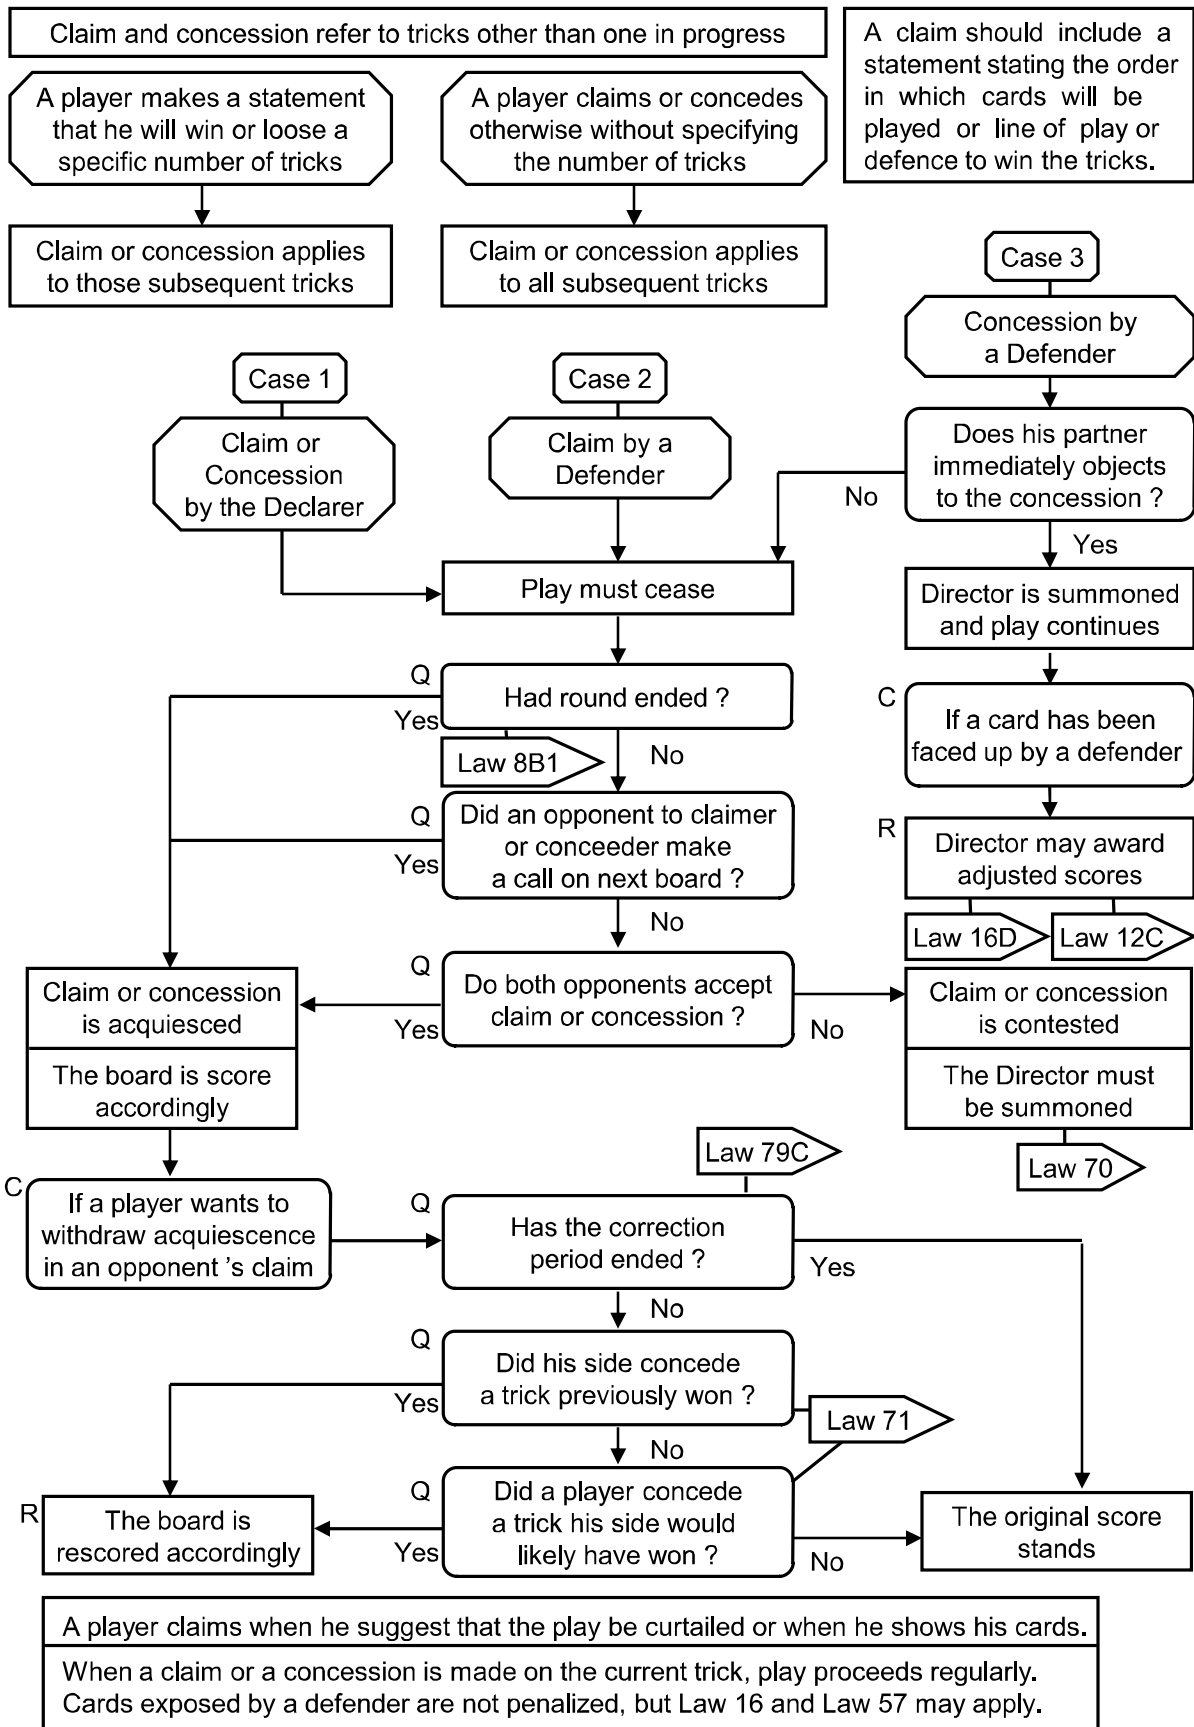 Claim and concession refer to tricks other than one in progress
A claim should include a
statement stating the order
in which cards will be
played or line of play or
defence to win the tricks.
A player makes a statement
that he will win or loose a
specific number of tricks
A player claims or concedes
otherwise without specifying
the number of tricks
Claim or concession applies
to those subsequent tricks
Claim or concession applies
to all subsequent tricks
Case 3
Concession by
a Defender
Case 1
Case 2
Claim or
Concession
by the Declarer
Claim by a
Defender
Does his partner
immediately objects
to the concession ?
No
Yes
Play must cease
Director is summoned
and play continues
Q
Had round ended ?
Yes
Law 8B1
No
C
If a card has been
faced up by a defender
Q
Did an opponent to claimer
or conceeder make
a call on next board ?
Yes
No
R
Director may award
adjusted scores
Law 16D
Law 12C
Q
Do both opponents accept
claim or concession ?
Yes
No
Claim or concession
is acquiesced
The board is score
accordingly
Claim or concession
is contested
The Director must
be summoned
Law 70
Law 79C
C
If a player wants to
withdraw acquiescence
in an opponent 's claim
Q
Has the correction
period ended ?
Yes
No
Q
Did his side concede
a trick previously won ?
Yes
No
Law 71
Q
Did a player concede
a trick his side would
likely have won ?
Yes
No
R
The board is
rescored accordingly
The original score
stands
A player claims when he suggest that the play be curtailed or when he shows his cards.
When a claim or a concession is made on the current trick, play proceeds regularly.
Cards exposed by a defender are not penalized, but Law 16 and Law 57 may apply.